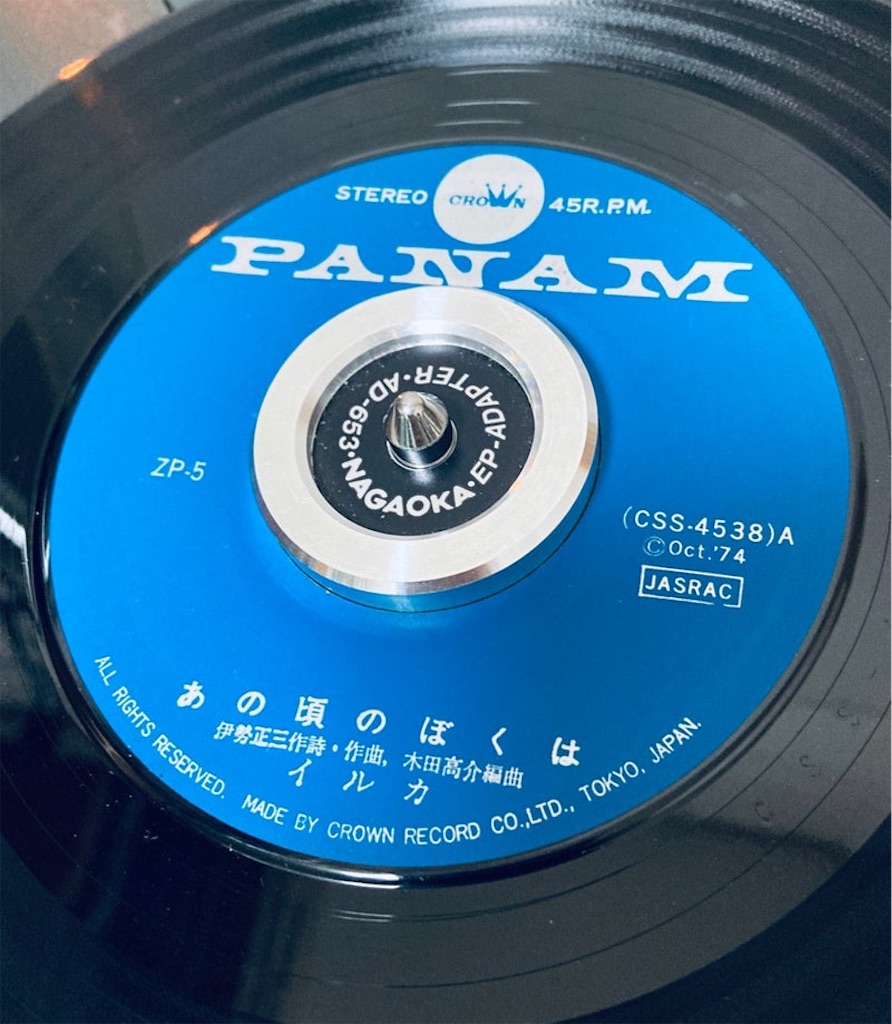 STEREO CROWN 45R.P.M.
PANAM
NAGAOKA·EP-ADAPTER·AD-653·
ZP-5
(CSS-4538)A
©Oct.'74
JASRAC
あの頃のぼくは
伊勢正三作詩・作曲, 木田高介編曲
イルカ
ALL RIGHTS RESERVED. MADE BY CROWN RECORD CO.,LTD., TOKYO, JAPAN.